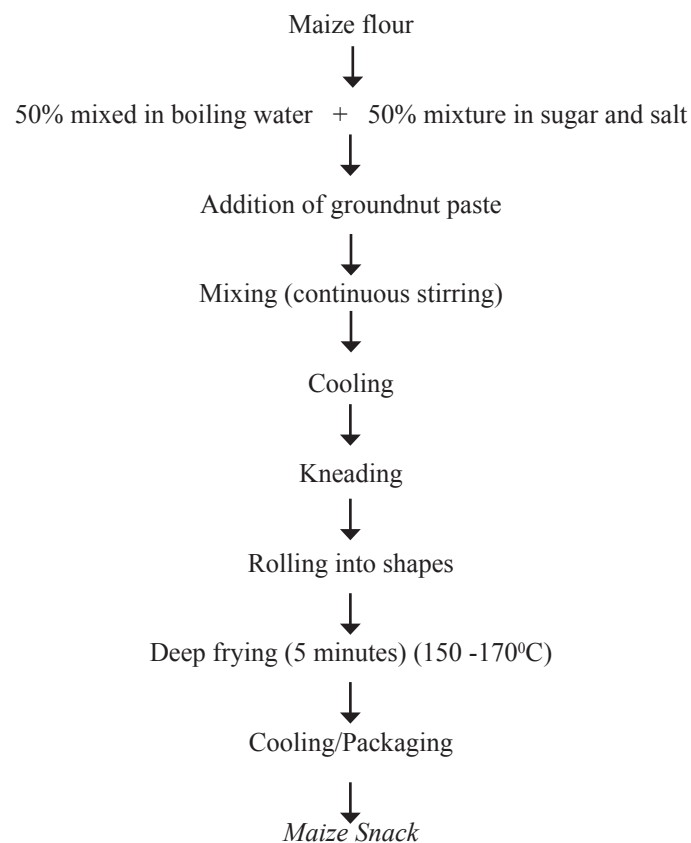 Maize flour
50% mixed in boiling water + 50% mixture in sugar and salt
Addition of groundnut paste
Mixing (continuous stirring)
Cooling
Kneading
Rolling into shapes
Deep frying (5 minutes) (150 -170⁰C)
Cooling/Packaging
Maize Snack